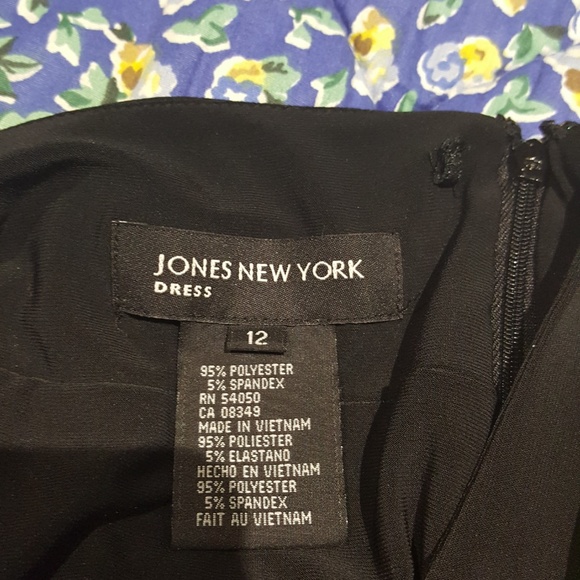 JONES NEW YORK
DRESS
12
95% POLYESTER
5% SPANDEX
RN 54050
CA 08349
MADE IN VIETNAM
95% POLIESTER
5% ELASTANO
HECHO EN VIETNAM
95% POLYESTER
5% SPANDEX
FAIT AU VIETNAM